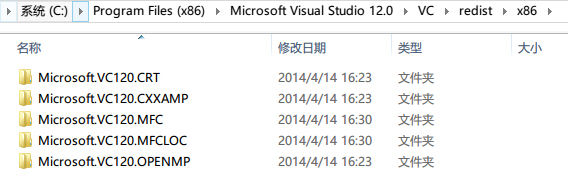 系统 (C:) Program Files (x86) Microsoft Visual Studio 12.0 VC redist x86
名称 修改日期 类型 大小
Microsoft.VC120.CRT 2014/4/14 16:23 文件夹
Microsoft.VC120.CXXAMP 2014/4/14 16:23 文件夹
Microsoft.VC120.MFC 2014/4/14 16:30 文件夹
Microsoft.VC120.MFCLOC 2014/4/14 16:30 文件夹
Microsoft.VC120.OPENMP 2014/4/14 16:23 文件夹